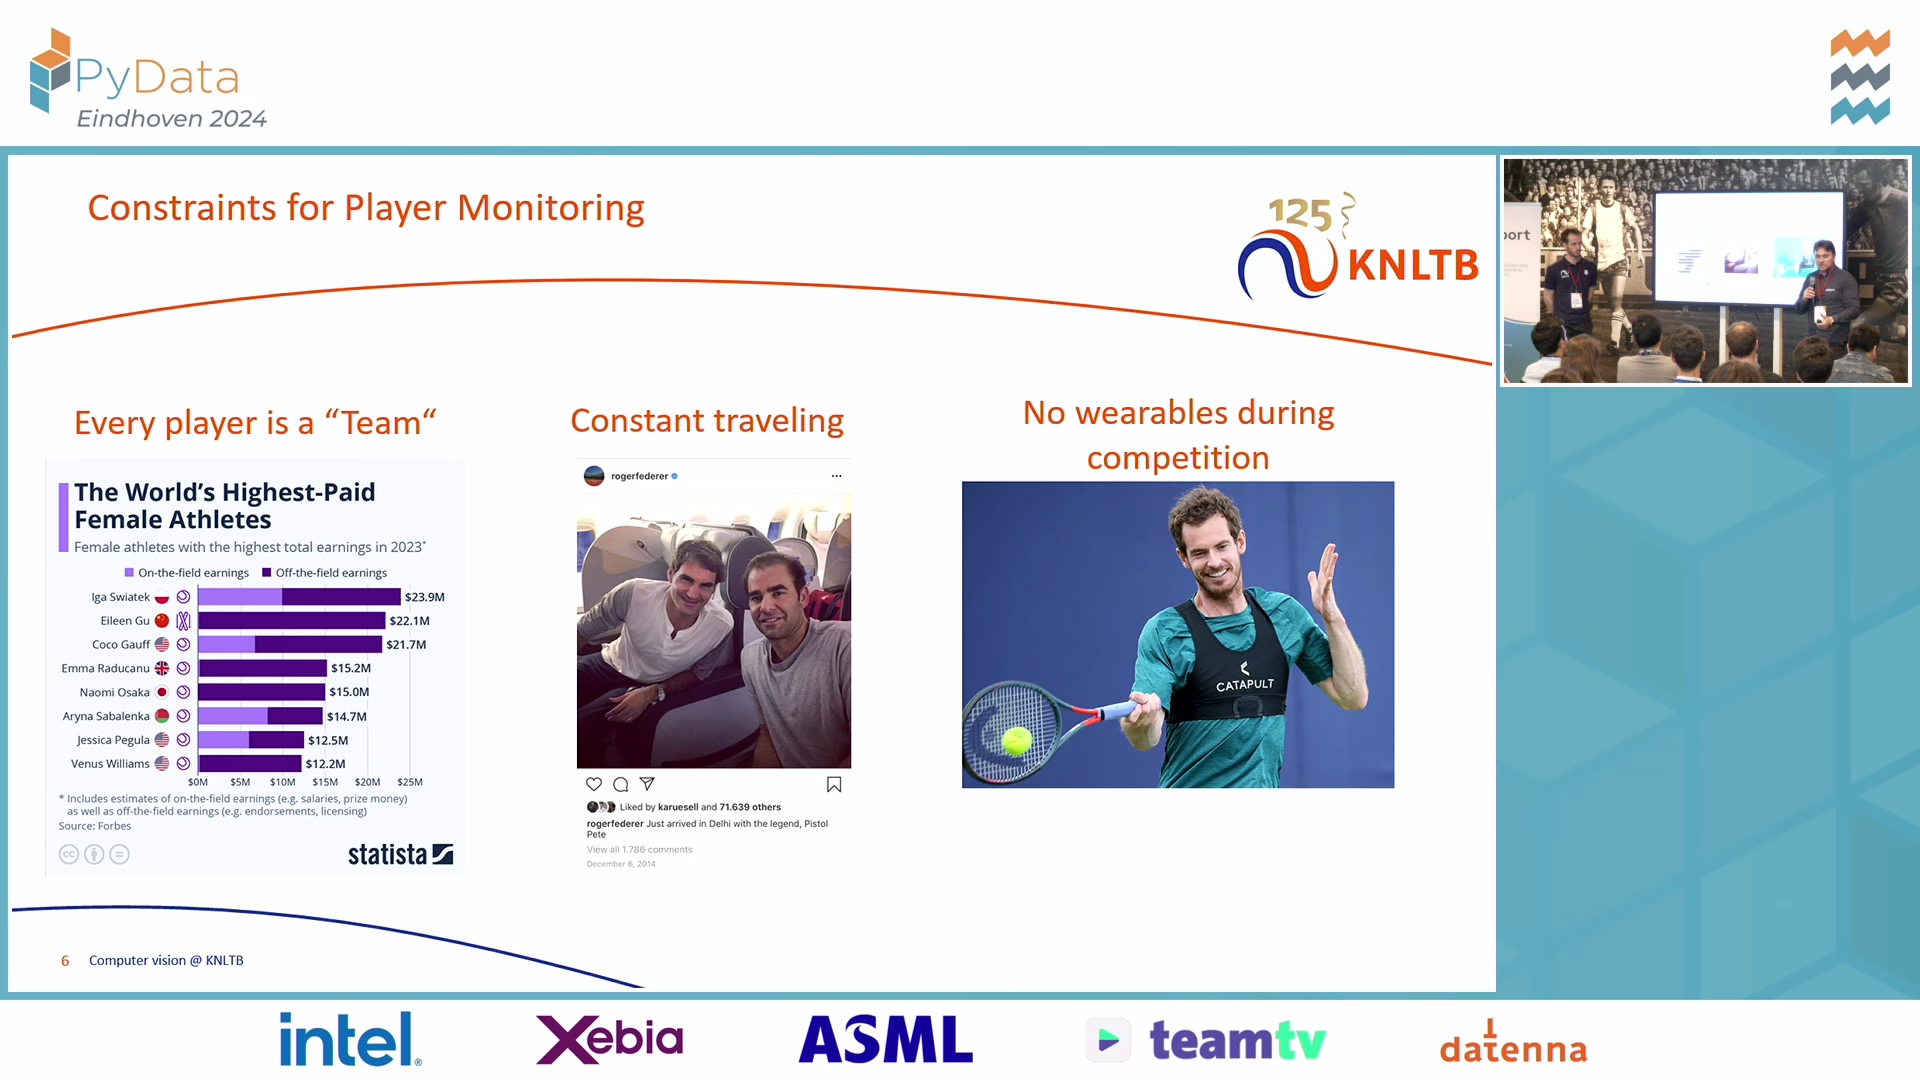 PyData
Eindhoven 2024
Constraints for Player Monitoring
125
KNLTB
port
Every player is a “Team“
Constant traveling
No wearables during
competition
The World’s Highest-Paid
Female Athletes
Female athletes with the highest total earnings in 2023*
On-the-field earnings
Off-the-field earnings
Iga Swiatek $23.9M
Eileen Gu $22.1M
Coco Gauff $21.7M
Emma Raducanu $15.2M
Naomi Osaka $15.0M
Aryna Sabalenka $14.7M
Jessica Pegula $12.5M
Venus Williams $12.2M
$0M $5M $10M $15M $20M $25M
* Includes estimates of on-the-field earnings (e.g. salaries, prize money)
as well as off-the-field earnings (e.g. endorsements, licensing)
Source: Forbes
cc
statista
rogerfederer
Liked by karuesell and 71.639 others
rogerfederer Just arrived in Delhi with the legend, Pistol
Pete
View all 1.786 comments
December 6, 2014
CATAPULT
6 Computer vision @ KNLTB
intel
Xebia
ASML
teamtv
datenna